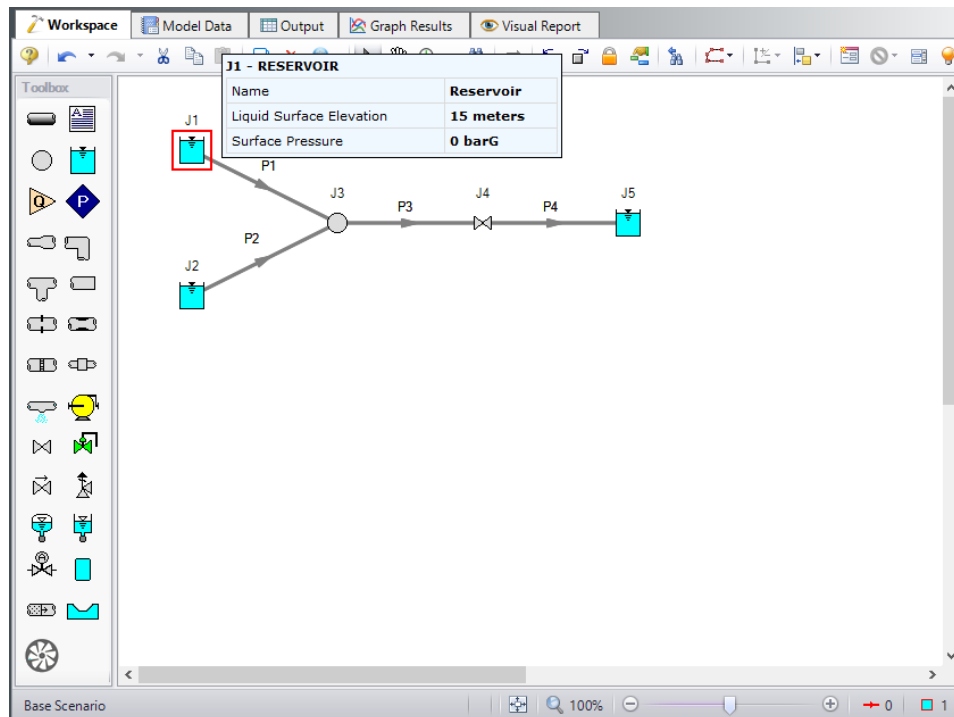 Workspace Model Data Output Graph Results Visual Report
J1 - RESERVOIR
Name Reservoir
Liquid Surface Elevation 15 meters
Surface Pressure 0 barG
Toolbox
A
Q P
J1
P1
J3 P3 J4 P4 J5
P2
J2
Base Scenario 100% 0 1